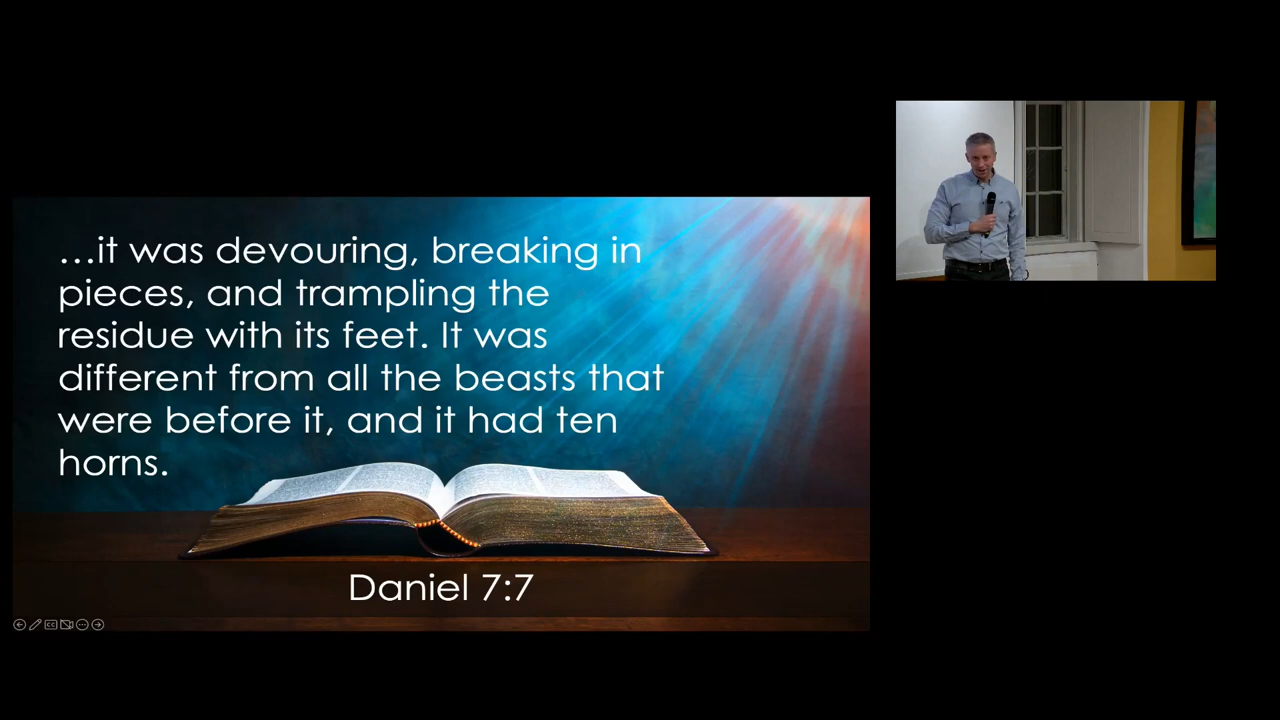 …it was devouring, breaking in
pieces, and trampling the
residue with its feet. It was
different from all the beasts that
were before it, and it had ten
horns.
Daniel 7:7